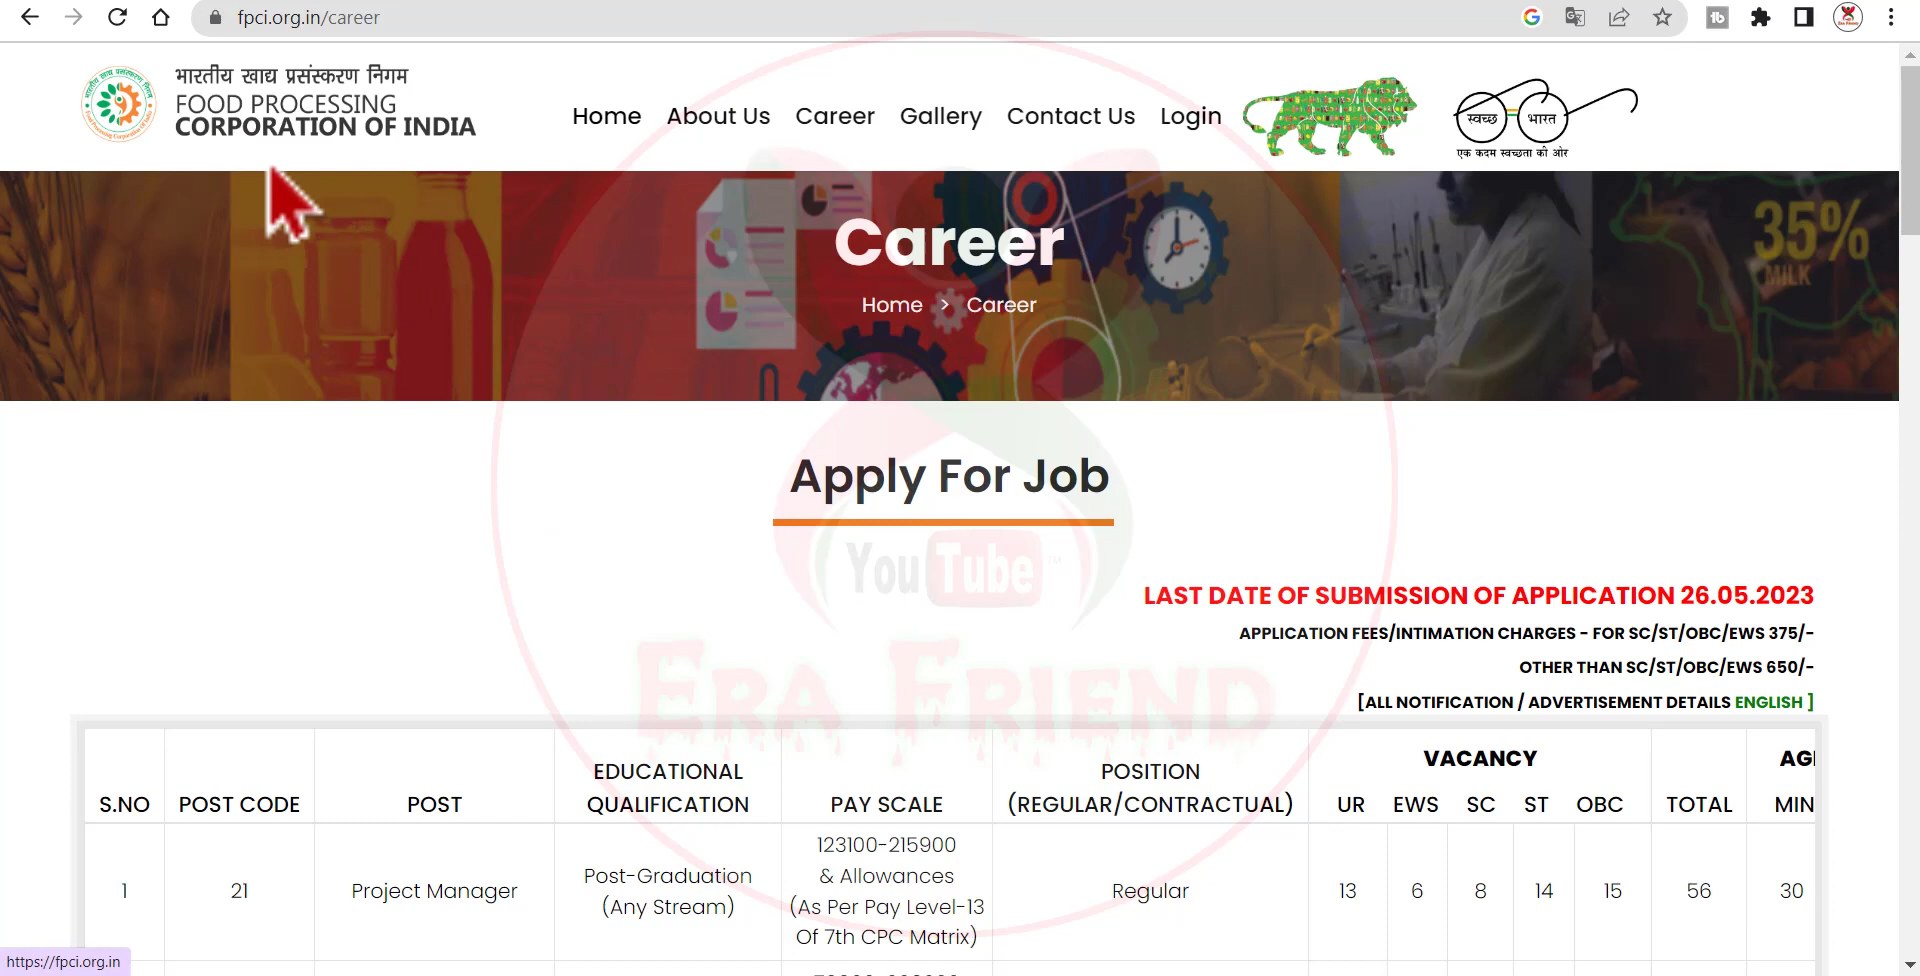 fpci.org.in/career
भारतीय खाद्य प्रसंस्करण निगम
FOOD PROCESSING
CORPORATION OF INDIA
Home About Us Career Gallery Contact Us Login
स्वच्छ भारत
एक कदम स्वच्छता की ओर
35%
MILK
Career
Home > Career
Apply For Job
YouTube
LAST DATE OF SUBMISSION OF APPLICATION 26.05.2023
APPLICATION FEES/INTIMATION CHARGES - FOR SC/ST/OBC/EWS 375/-
OTHER THAN SC/ST/OBC/EWS 650/-
ERA FRIEND
[ALL NOTIFICATION / ADVERTISEMENT DETAILS ENGLISH ]
VACANCY
S.NO POST CODE POST EDUCATIONAL QUALIFICATION PAY SCALE POSITION (REGULAR/CONTRACTUAL) UR EWS SC ST OBC TOTAL MIN
1 21 Project Manager Post-Graduation (Any Stream) 123100-215900 & Allowances (As Per Pay Level-13 Of 7th CPC Matrix) Regular 13 6 8 14 15 56 30
https://fpci.org.in